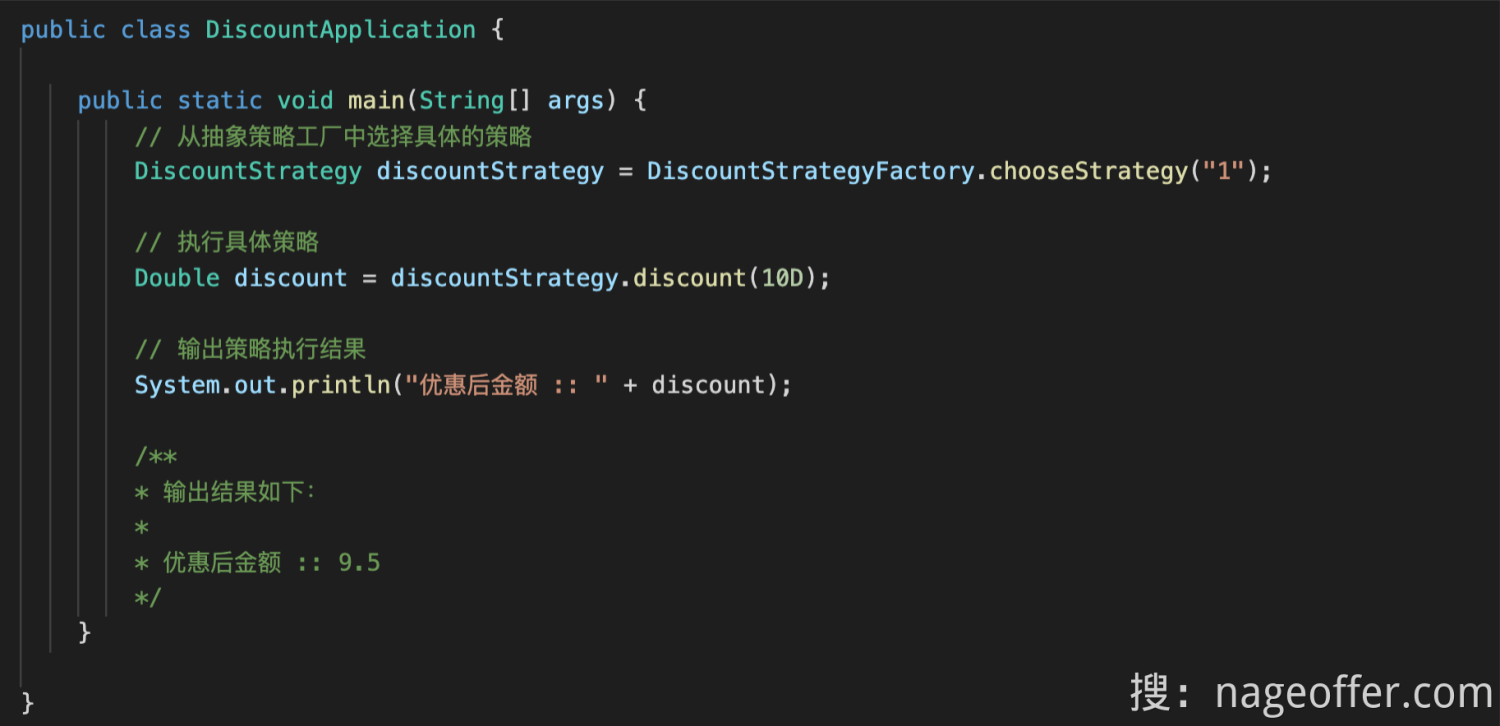 public class DiscountApplication {
public static void main(String[] args) {
// 从抽象策略工厂中选择具体的策略
DiscountStrategy discountStrategy = DiscountStrategyFactory.chooseStrategy("1");
// 执行具体策略
Double discount = discountStrategy.discount(10D);
// 输出策略执行结果
System.out.println("优惠后金额 :: " + discount);
/**
* 输出结果如下：
*
* 优惠后金额 :: 9.5
*/
}
}
搜：nageoffer.com